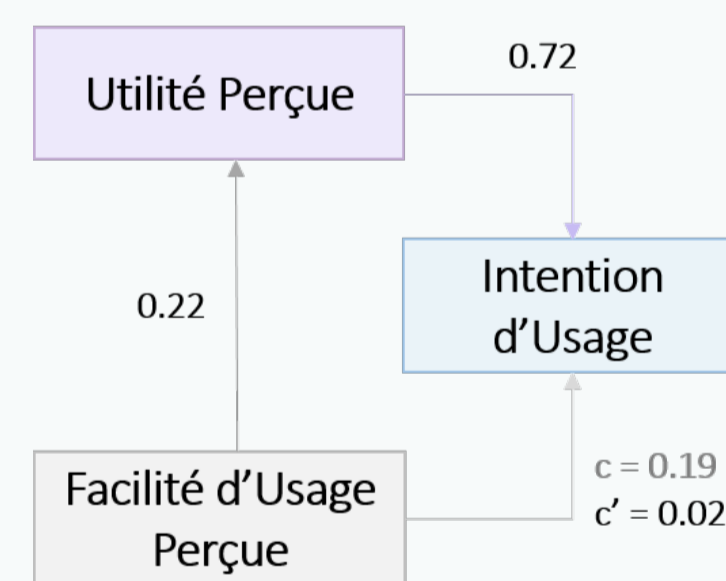 0.72
Utilité Perçue
Intention
d’Usage
0.22
c = 0.19
c’ = 0.02
Facilité d’Usage
Perçue